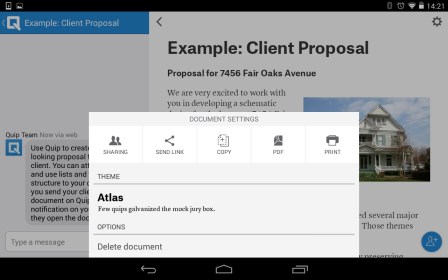 14:21
Example: Client Proposal
Example: Client Proposal
Proposal for 7456 Fair Oaks Avenue
We are very excited to work with
you in developing a schematic
DOCUMENT SETTINGS
SHARING
SEND LINK
COPY
PDF
PRINT
THEME
Atlas
Few quips galvanized the mock jury box.
OPTIONS
Delete document
Quip Team Now via web
Use Quip to create
looking proposal
client. You can
and use lists and
structure to your
you send your client
document on Quip
notification on yo
they open the do
Type a message
ed several major
Those themes
preserving